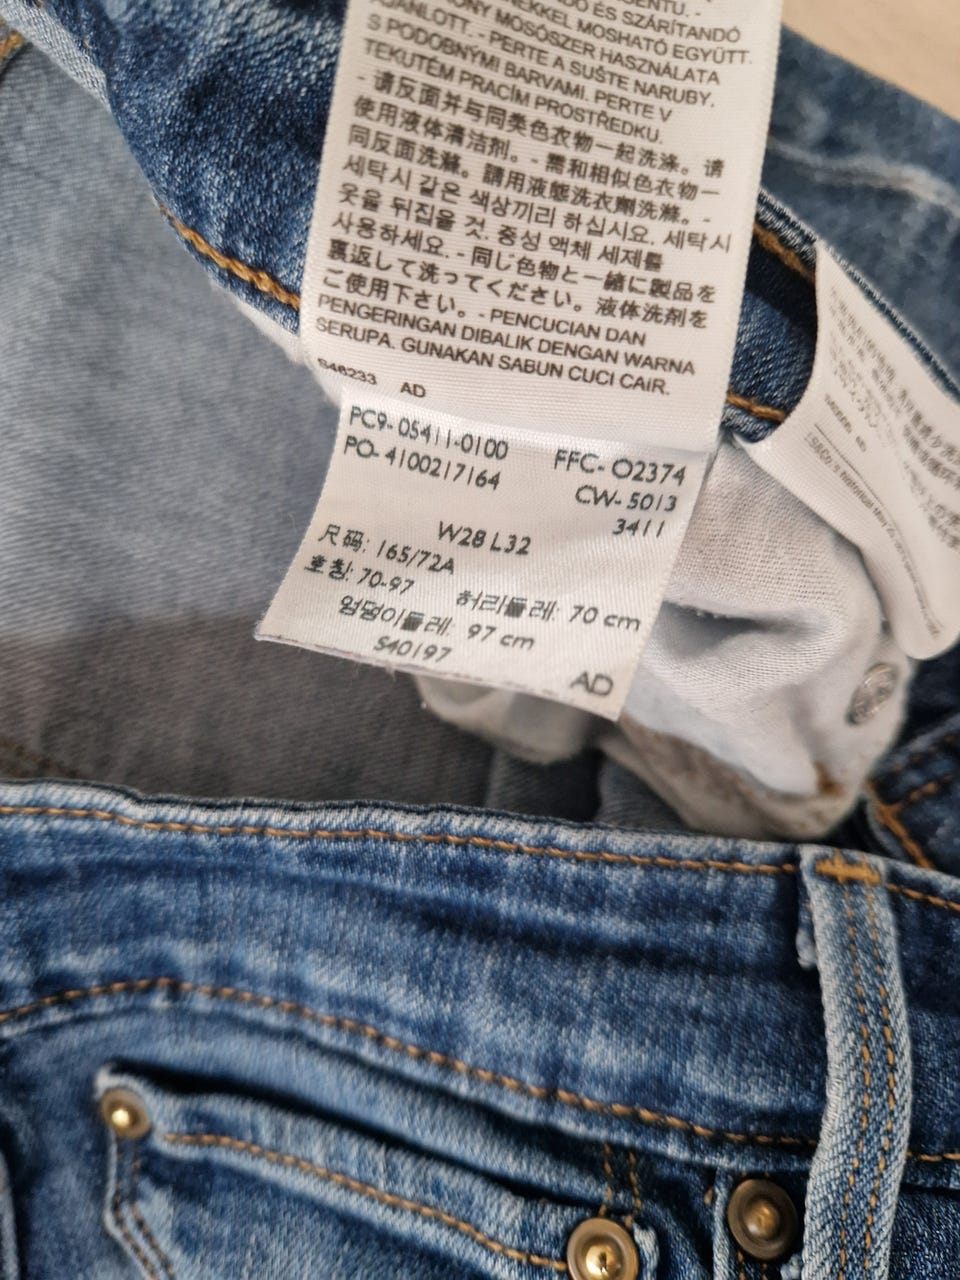 DÓ ÉS SZÁRÍTANDÓ
MOSÓSZER HASZNÁLATA
AJÁNLOTT. - PERTE A SUŠTE NARUBY.
S PODOBNÝMI BARVAMI. PERTE V
TEKUTÉM PRACÍM PROSTŘEDKU.
- 请反面并与同类色衣物一起洗涤。请
使用液体清洁剂。- 需和相似色衣物一
同反面洗滌。請用液態洗衣劑洗滌。-
세탁시 같은 색상끼리 하십시요. 세탁시
옷을 뒤집을 것. 중성 액체 세제를
사용하세요. - 同じ色物と一緒に製品を
裏返して洗ってください。液体洗剤を
ご使用下さい。- PENCUCIAN DAN
PENGERINGAN DIBALIK DENGAN WARNA
SERUPA. GUNAKAN SABUN CUCI CAIR.
S46233 AD
PC9-05411-0100 FFC-O2374
PO-4100217164 CW-5013
3411
W28 L32
尺码: 165/72A
호칭: 70-97 허리둘레: 70 cm
엉덩이둘레: 97 cm
S40197
AD